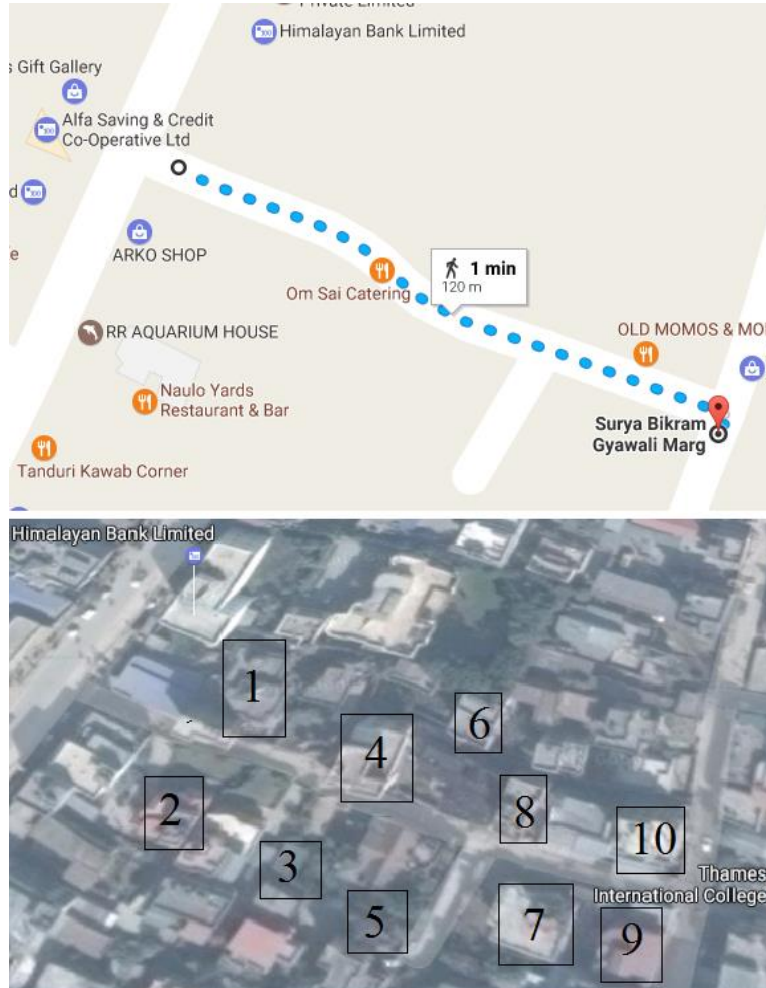 Private Limited
Himalayan Bank Limited
s Gift Gallery
Alfa Saving & Credit
Co-Operative Ltd
d
e
ARKO SHOP
Om Sai Catering
1 min
120 m
RR AQUARIUM HOUSE
OLD MOMOS & MO
Naulo Yards
Restaurant & Bar
Surya Bikram
Gyawali Marg
Tanduri Kawab Corner
Himalayan Bank Limited
1
6
4
2
8
10
3
Thames
International College
5
7
9